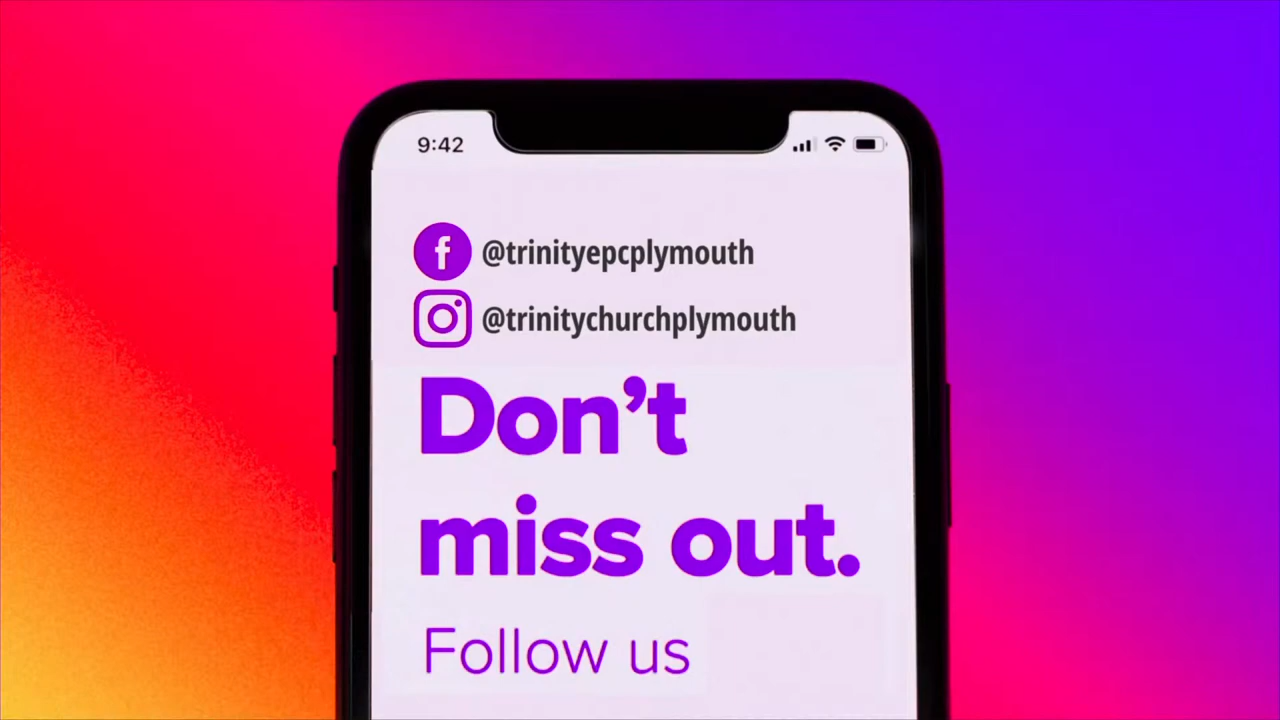 9:42
@trinityepcplymouth
@trinitychurchplymouth
Don’t
miss out.
Follow us